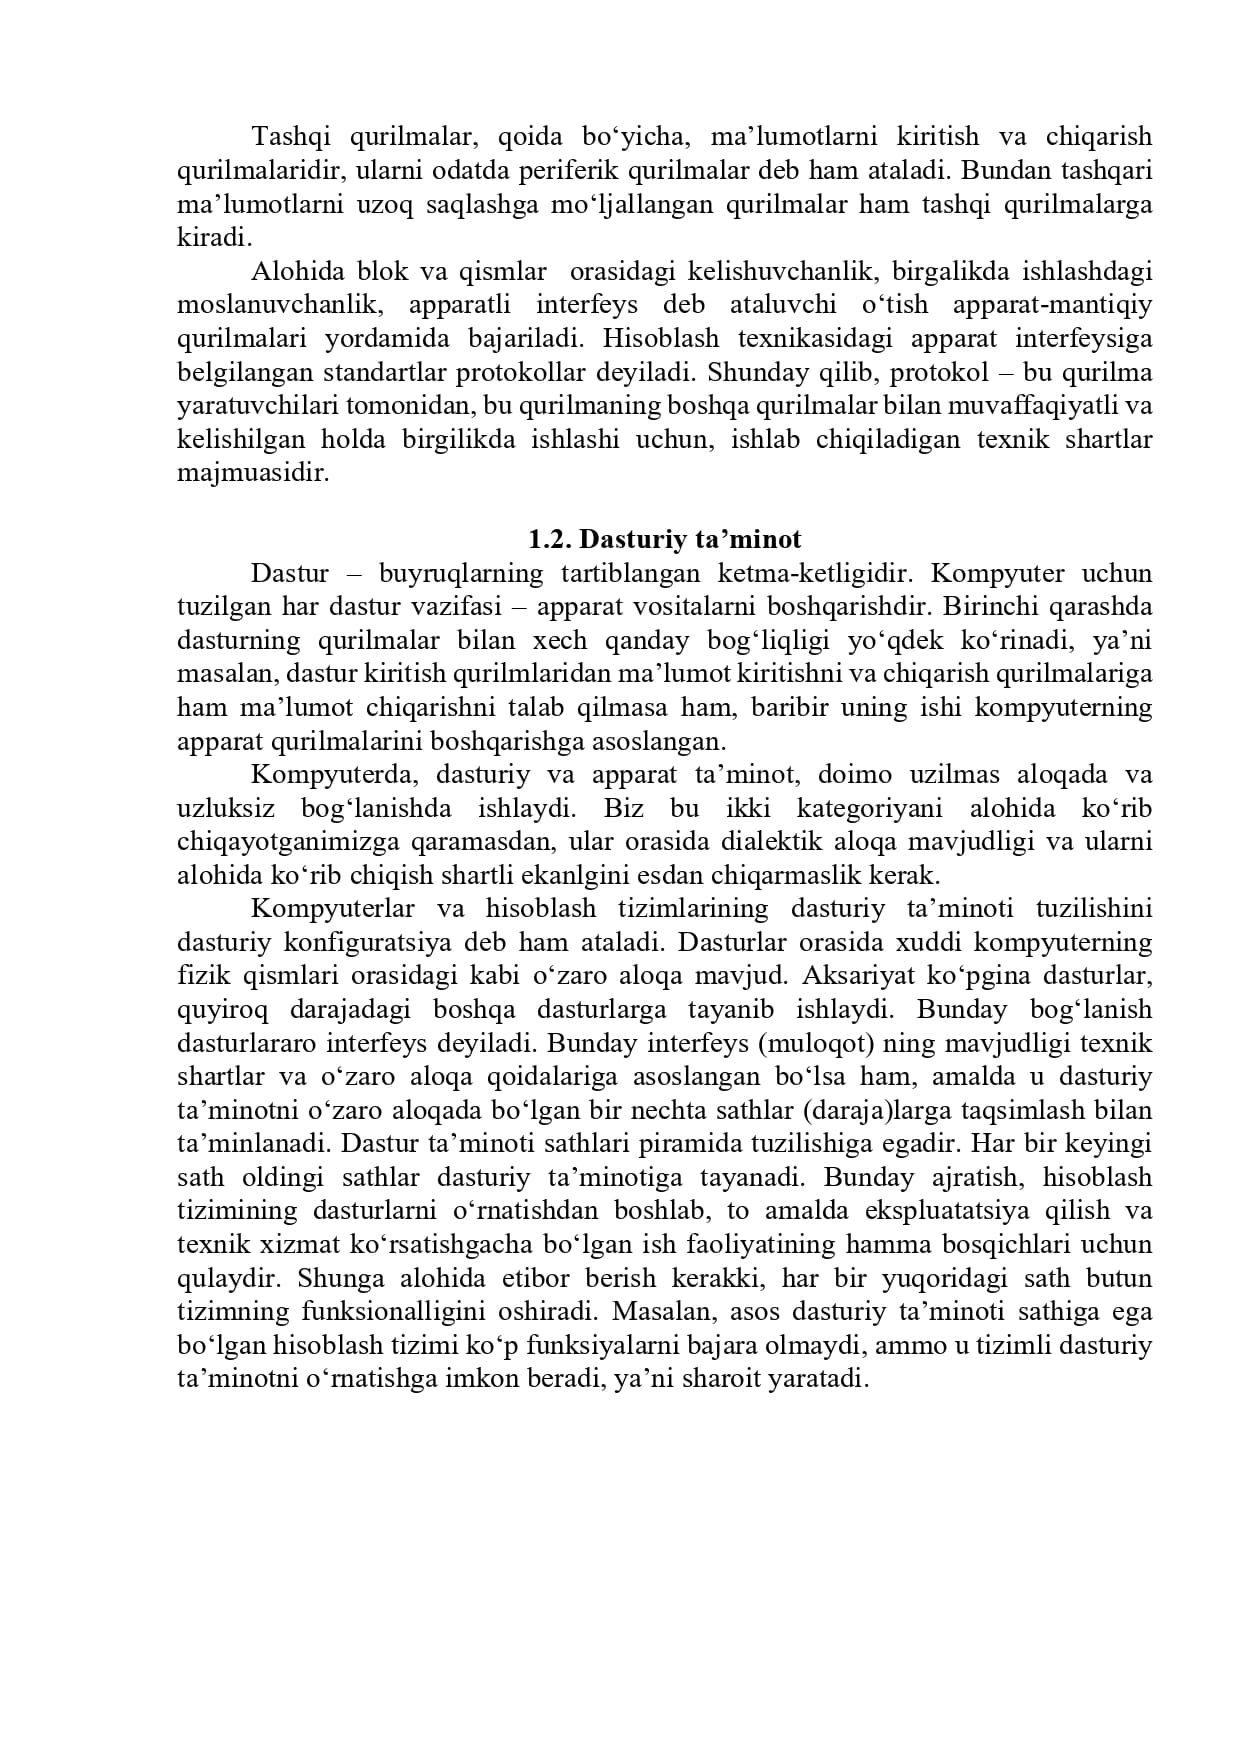 Tashqi qurilmalar, qoida bo‘yicha, ma’lumotlarni kiritish va chiqarish
qurilmalaridir, ularni odatda periferik qurilmalar deb ham ataladi. Bundan tashqari
ma’lumotlarni uzoq saqlashga mo‘ljallangan qurilmalar ham tashqi qurilmalarga
kiradi.
Alohida blok va qismlar orasidagi kelishuvchanlik, birgalikda ishlashdagi
moslanuvchanlik, apparatli interfeys deb ataluvchi o‘tish apparat-mantiqiy
qurilmalari yordamida bajariladi. Hisoblash texnikasidagi apparat interfeysiga
belgilangan standartlar protokollar deyiladi. Shunday qilib, protokol – bu qurilma
yaratuvchilari tomonidan, bu qurilmaning boshqa qurilmalar bilan muvaffaqiyatli va
kelishilgan holda birgilikda ishlashi uchun, ishlab chiqiladigan texnik shartlar
majmuasidir.
1.2. Dasturiy ta’minot
Dastur – buyruqlarning tartiblangan ketma-ketligidir. Kompyuter uchun
tuzilgan har dastur vazifasi – apparat vositalarni boshqarishdir. Birinchi qarashda
dasturning qurilmalar bilan xech qanday bog‘liqligi yo‘qdek ko‘rinadi, ya’ni
masalan, dastur kiritish qurilmlaridan ma’lumot kiritishni va chiqarish qurilmalariga
ham ma’lumot chiqarishni talab qilmasa ham, baribir uning ishi kompyuterning
apparat qurilmalarini boshqarishga asoslangan.
Kompyuterda, dasturiy va apparat ta’minot, doimo uzilmas aloqada va
uzluksiz bog‘lanishda ishlaydi. Biz bu ikki kategoriyani alohida ko‘rib
chiqayotganimizga qaramasdan, ular orasida dialektik aloqa mavjudligi va ularni
alohida ko‘rib chiqish shartli ekanlgini esdan chiqarmaslik kerak.
Kompyuterlar va hisoblash tizimlarining dasturiy ta’minoti tuzilishini
dasturiy konfiguratsiya deb ham ataladi. Dasturlar orasida xuddi kompyuterning
fizik qismlari orasidagi kabi o‘zaro aloqa mavjud. Aksariyat ko‘pgina dasturlar,
quyiroq darajadagi boshqa dasturlarga tayanib ishlaydi. Bunday bog‘lanish
dasturlararo interfeys deyiladi. Bunday interfeys (muloqot) ning mavjudligi texnik
shartlar va o‘zaro aloqa qoidalariga asoslangan bo‘lsa ham, amalda u dasturiy
ta’minotni o‘zaro aloqada bo‘lgan bir nechta sathlar (daraja)larga taqsimlash bilan
ta’minlanadi. Dastur ta’minoti sathlari piramida tuzilishiga egadir. Har bir keyingi
sath oldingi sathlar dasturiy ta’minotiga tayanadi. Bunday ajratish, hisoblash
tizimining dasturlarni o‘rnatishdan boshlab, to amalda ekspluatatsiya qilish va
texnik xizmat ko‘rsatishgacha bo‘lgan ish faoliyatining hamma bosqichlari uchun
qulaydir. Shunga alohida etibor berish kerakki, har bir yuqoridagi sath butun
tizimning funksionalligini oshiradi. Masalan, asos dasturiy ta’minoti sathiga ega
bo‘lgan hisoblash tizimi ko‘p funksiyalarni bajara olmaydi, ammo u tizimli dasturiy
ta’minotni o‘rnatishga imkon beradi, ya’ni sharoit yaratadi.